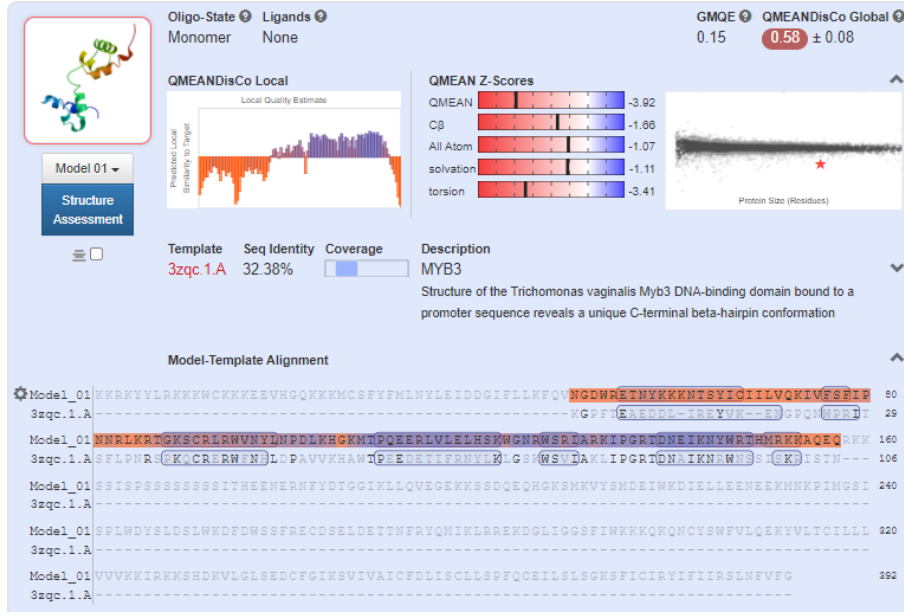 Oligo-State
Ligands
GMQE
QMEANDisCo Global
Monomer
None
0.15
0.58 ± 0.08
QMEANDisCo Local
QMEAN Z-Scores
Local Quality Estimate
Predicted Local
Similarity to Target
QMEAN -3.92
Cβ -1.66
All Atom -1.07
solvation -1.11
torsion -3.41
Protein Size (Residues)
Model 01
Structure
Assessment
Template
Seq Identity
Coverage
Description
3zqc.1.A
32.38%
MYB3
Structure of the Trichomonas vaginalis Myb3 DNA-binding domain bound to a
promoter sequence reveals a unique C-terminal beta-hairpin conformation
Model-Template Alignment
Model_01 KKRKYYLRKKKWCKKKEEVHGQKKKMCSFYFMLNYLELCDDGIFLLKFQVNGDWRETNYKKKNTSYICIILVQKIVFSFIP 80
3zqc.1.A KGPFTEAEDDL-IREYVK--ENGPQNWPRIT 29
Model_01 NNRLKRTGKSCRLRWVNYLNPDLKHGKMTPQEERLVLELHSKWGNRWSRIARKIPGRTDNEIKNYWRTHMRKKAQEQRKK 160
3zqc.1.A SFLPNRSPKQCRERWFNHLDPAVVKHAWTPEEDETIFRNYLKLGSKWSVIAKLIPGRTDNAIKNRWNSSISKRISTN--- 106
Model_01 SSISPSSSSSSSSITHEENERNFYDTGGIKLLQVEGEKNSSQEQHGKSMKVYSMDEIWKDIELLEENEEKMNKPIMGSI 240
3zqc.1.A
Model_01 SPLWDYSLDSLWKDFDWSSFRECDSELDETTNFRYQMIKLRREKDGLIGGSFIWKKKQKQNCYSWFVLQEKYVLTCILLL 320
3zqc.1.A
Model_01 VVVKKIRKKSHDKVLGLSEDCFGIKSVIVAICFDLISCLLSPFQCEILSLSGKSFICIRYIFIIRSLNFVFG 392
3zqc.1.A